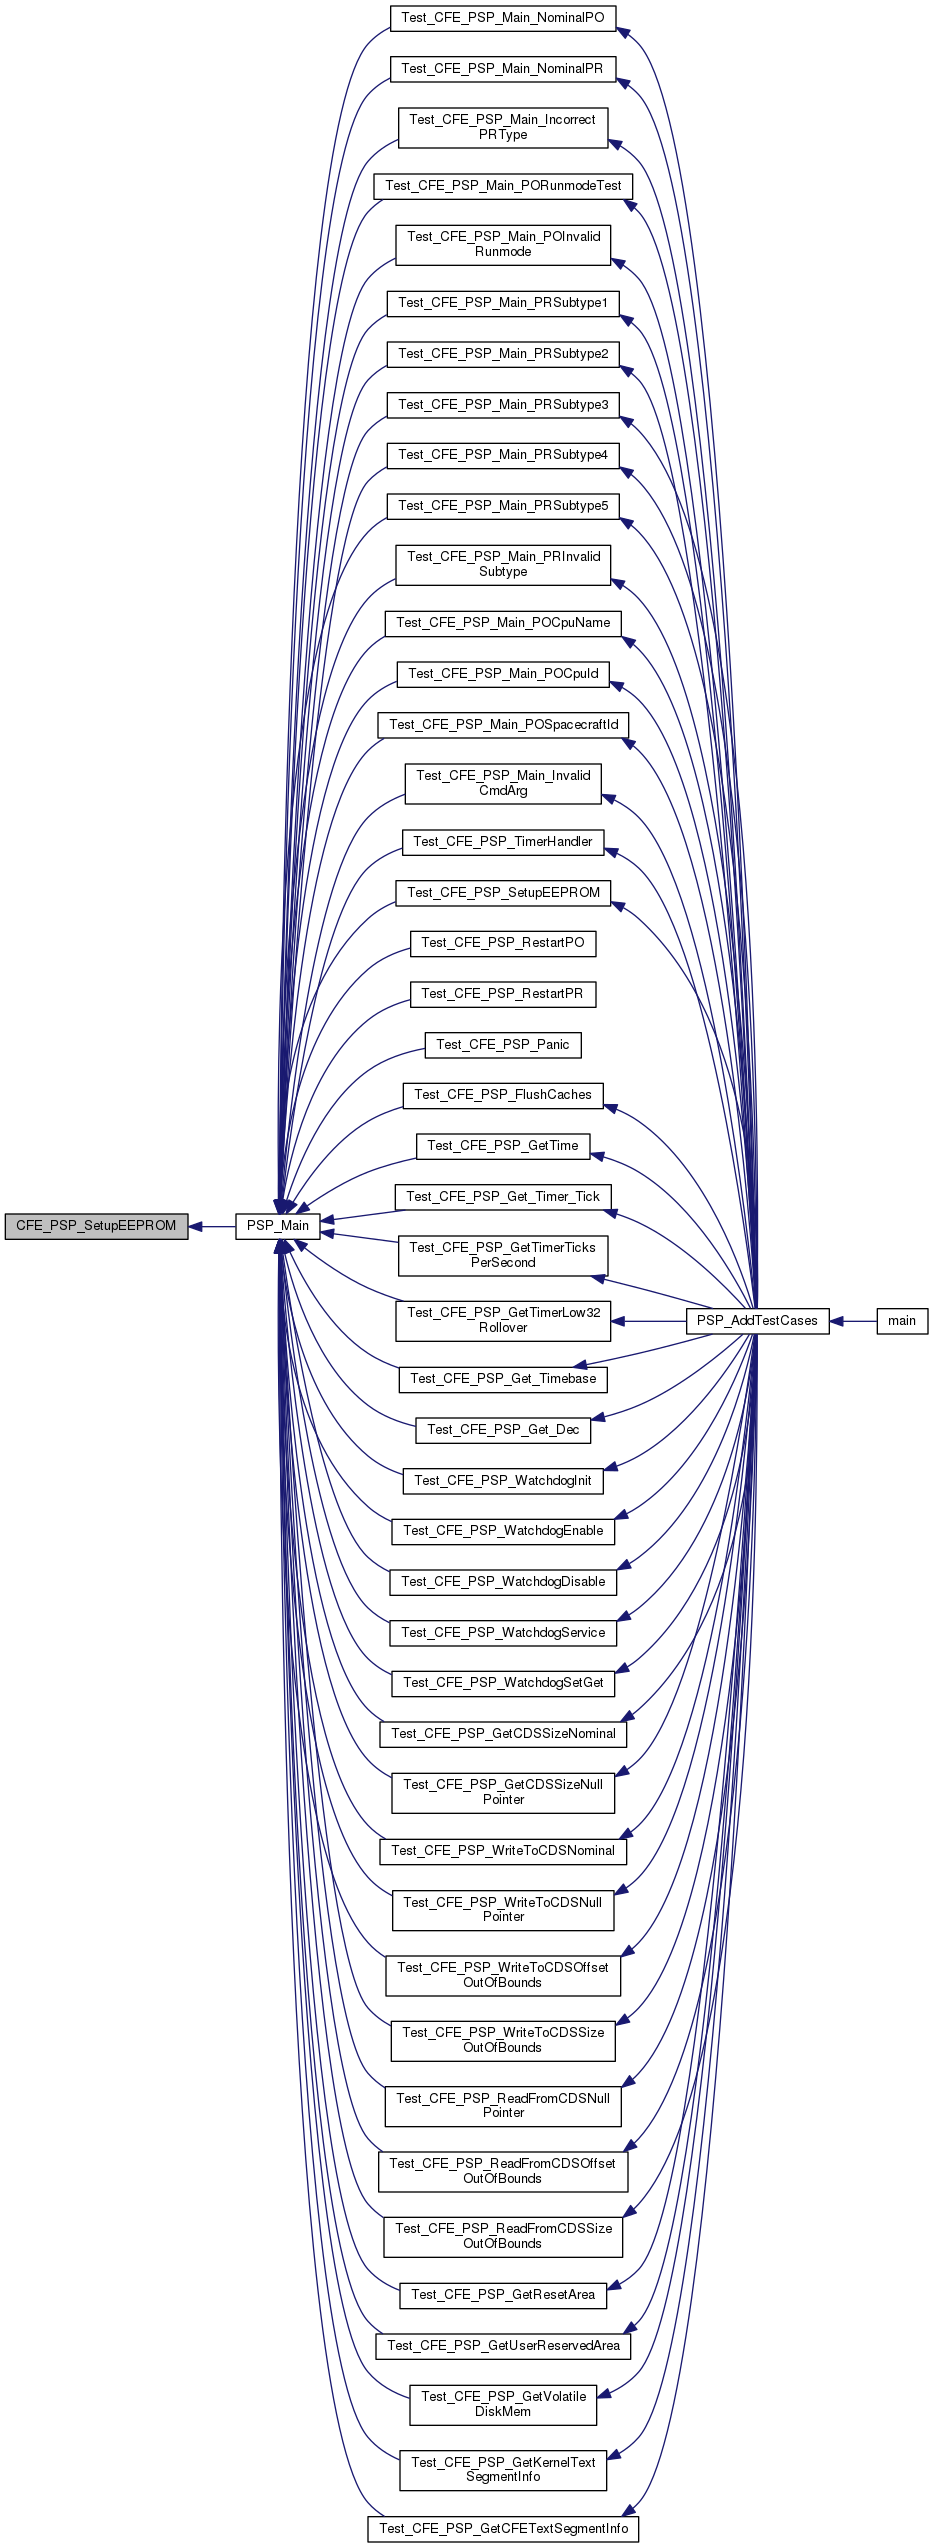 Test_CFE_PSP_Main_NominalPO
Test_CFE_PSP_Main_NominalPR
Test_CFE_PSP_Main_Incorrect
PRType
Test_CFE_PSP_Main_PORunmodeTest
Test_CFE_PSP_Main_POInvalid
Runmode
Test_CFE_PSP_Main_PRSubtype1
Test_CFE_PSP_Main_PRSubtype2
Test_CFE_PSP_Main_PRSubtype3
Test_CFE_PSP_Main_PRSubtype4
Test_CFE_PSP_Main_PRSubtype5
Test_CFE_PSP_Main_PRInvalid
Subtype
Test_CFE_PSP_Main_POCpuName
Test_CFE_PSP_Main_POCpuId
Test_CFE_PSP_Main_POSpacecraftId
Test_CFE_PSP_Main_Invalid
CmdArg
Test_CFE_PSP_TimerHandler
Test_CFE_PSP_SetupEEPROM
Test_CFE_PSP_RestartPO
Test_CFE_PSP_RestartPR
Test_CFE_PSP_Panic
Test_CFE_PSP_FlushCaches
Test_CFE_PSP_GetTime
Test_CFE_PSP_Get_Timer_Tick
CFE_PSP_SetupEEPROM
PSP_Main
Test_CFE_PSP_GetTimerTicks
PerSecond
Test_CFE_PSP_GetTimerLow32
Rollover
PSP_AddTestCases
main
Test_CFE_PSP_Get_Timebase
Test_CFE_PSP_Get_Dec
Test_CFE_PSP_WatchdogInit
Test_CFE_PSP_WatchdogEnable
Test_CFE_PSP_WatchdogDisable
Test_CFE_PSP_WatchdogService
Test_CFE_PSP_WatchdogSetGet
Test_CFE_PSP_GetCDSSizeNominal
Test_CFE_PSP_GetCDSSizeNull
Pointer
Test_CFE_PSP_WriteToCDSNominal
Test_CFE_PSP_WriteToCDSNull
Pointer
Test_CFE_PSP_WriteToCDSOffset
OutOfBounds
Test_CFE_PSP_WriteToCDSSize
OutOfBounds
Test_CFE_PSP_ReadFromCDSNull
Pointer
Test_CFE_PSP_ReadFromCDSOffset
OutOfBounds
Test_CFE_PSP_ReadFromCDSSize
OutOfBounds
Test_CFE_PSP_GetResetArea
Test_CFE_PSP_GetUserReservedArea
Test_CFE_PSP_GetVolatile
DiskMem
Test_CFE_PSP_GetKernelText
SegmentInfo
Test_CFE_PSP_GetCFETextSegmentInfo